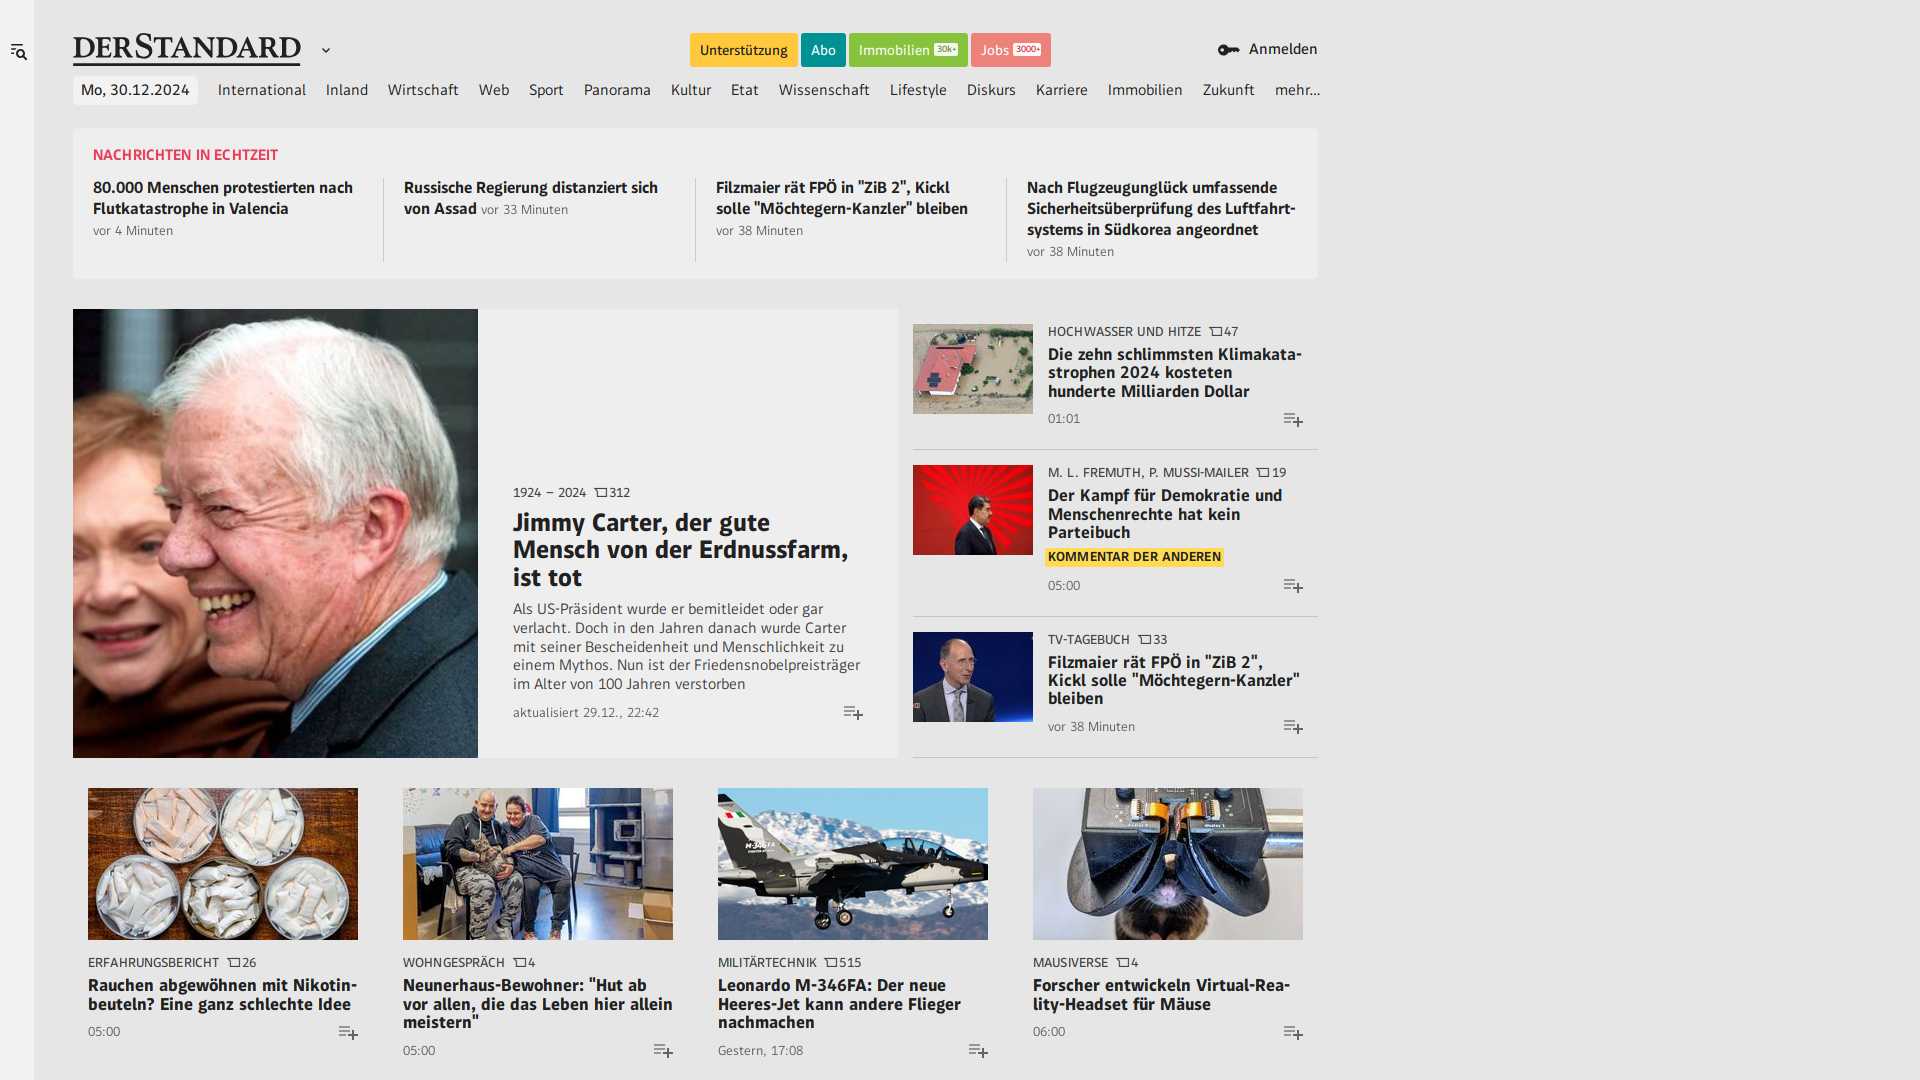 DERSTANDARD
Unterstützung
Abo
Immobilien 30k+
Jobs 3000+
Anmelden
Mo, 30.12.2024
International
Inland
Wirtschaft
Web
Sport
Panorama
Kultur
Etat
Wissenschaft
Lifestyle
Diskurs
Karriere
Immobilien
Zukunft
mehr...
NACHRICHTEN IN ECHTZEIT
80.000 Menschen protestierten nach
Flutkatastrophe in Valencia
vor 4 Minuten
Russische Regierung distanziert sich
von Assad vor 33 Minuten
Filzmaier rät FPÖ in "ZiB 2", Kickl
solle "Möchtegern-Kanzler" bleiben
vor 38 Minuten
Nach Flugzeugunglück umfassende
Sicherheitsüberprüfung des Luftfahrt-
systems in Südkorea angeordnet
vor 38 Minuten
1924 – 2024 312
Jimmy Carter, der gute
Mensch von der Erdnussfarm,
ist tot
Als US-Präsident wurde er bemitleidet oder gar
verlacht. Doch in den Jahren danach wurde Carter
mit seiner Bescheidenheit und Menschlichkeit zu
einem Mythos. Nun ist der Friedensnobelpreisträger
im Alter von 100 Jahren verstorben
aktualisiert 29.12., 22:42
HOCHWASSER UND HITZE 47
Die zehn schlimmsten Klimakata-
strophen 2024 kosteten
hunderte Milliarden Dollar
01:01
M. L. FREMUTH, P. MUSSI-MAILER 19
Der Kampf für Demokratie und
Menschenrechte hat kein
Parteibuch
KOMMENTAR DER ANDEREN
05:00
TV-TAGEBUCH 33
Filzmaier rät FPÖ in "ZiB 2",
Kickl solle "Möchtegern-Kanzler"
bleiben
vor 38 Minuten
ERFAHRUNGSBERICHT 26
Rauchen abgewöhnen mit Nikotin-
beuteln? Eine ganz schlechte Idee
05:00
WOHNGESPRÄCH 4
Neunerhaus-Bewohner: "Hut ab
vor allen, die das Leben hier allein
meistern"
05:00
M-346FA
MILITÄRTECHNIK 515
Leonardo M-346FA: Der neue
Heeres-Jet kann andere Flieger
nachmachen
Gestern, 17:08
MAUSIVERSE 4
Forscher entwickeln Virtual-Rea-
lity-Headset für Mäuse
06:00